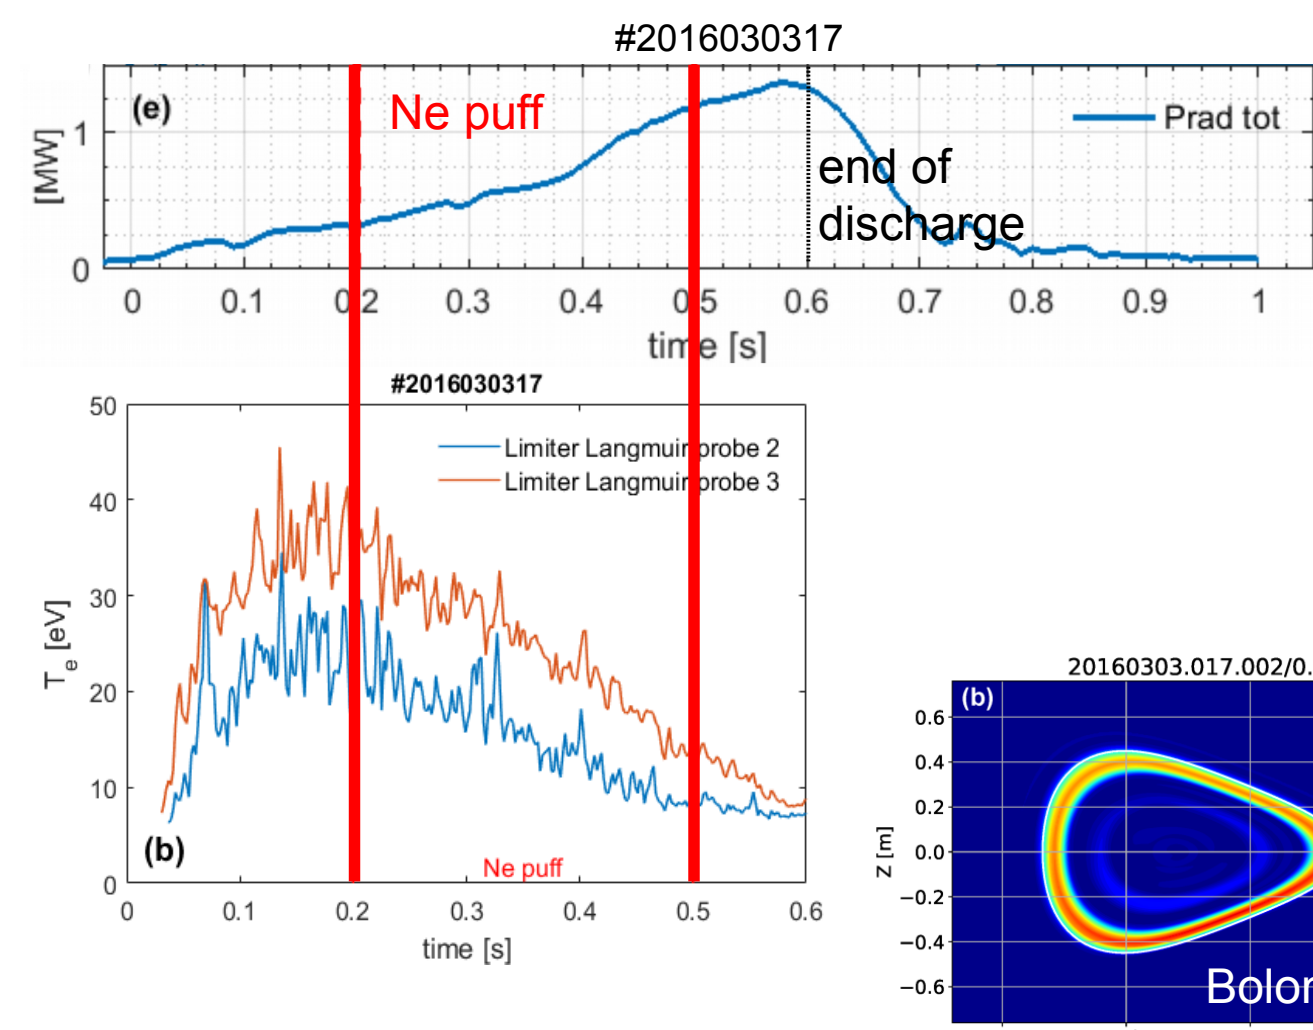 #2016030317
(e)
Ne puff
Prad tot
[MW]
1
0
end of
discharge
0 0.1 0.2 0.3 0.4 0.5 0.6 0.7 0.8 0.9 1
time [s]
#2016030317
50
40
30
20
10
0
Limiter Langmuir probe 2
Limiter Langmuir probe 3
Te [eV]
(b)
Ne puff
0 0.1 0.2 0.3 0.4 0.5 0.6
time [s]
20160303.017.002/0.
(b)
0.6
0.4
0.2
0.0
−0.2
−0.4
−0.6
Z [m]
Bolor